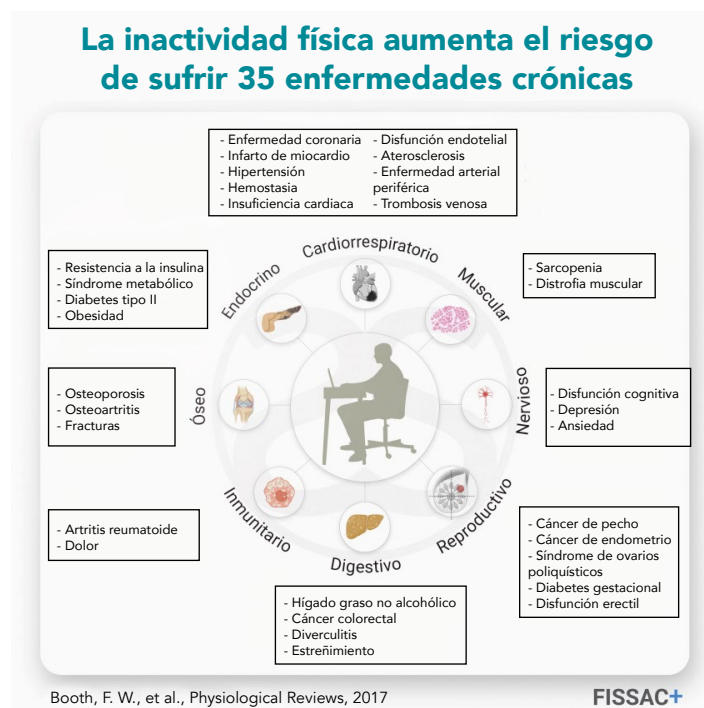 La inactividad física aumenta el riesgo
de sufrir 35 enfermedades crónicas
- Enfermedad coronaria
- Infarto de miocardio
- Hipertensión
- Hemostasia
- Insuficiencia cardiaca
- Disfunción endotelial
- Aterosclerosis
- Enfermedad arterial
periférica
- Trombosis venosa
Cardiorrespiratorio
- Resistencia a la insulina
- Síndrome metabólico
- Diabetes tipo II
- Obesidad
Endocrino
Muscular
- Sarcopenia
- Distrofia muscular
- Osteoporosis
- Osteoartritis
- Fracturas
Óseo
Nervioso
- Disfunción cognitiva
- Depresión
- Ansiedad
- Artritis reumatoide
- Dolor
Inmunitario
Digestivo
Reproductivo
- Cáncer de pecho
- Cáncer de endometrio
- Síndrome de ovarios
poliquísticos
- Diabetes gestacional
- Disfunción erectil
- Hígado graso no alcohólico
- Cáncer colorectal
- Diverculitis
- Estreñimiento
Booth, F. W., et al., Physiological Reviews, 2017
FISSAC+